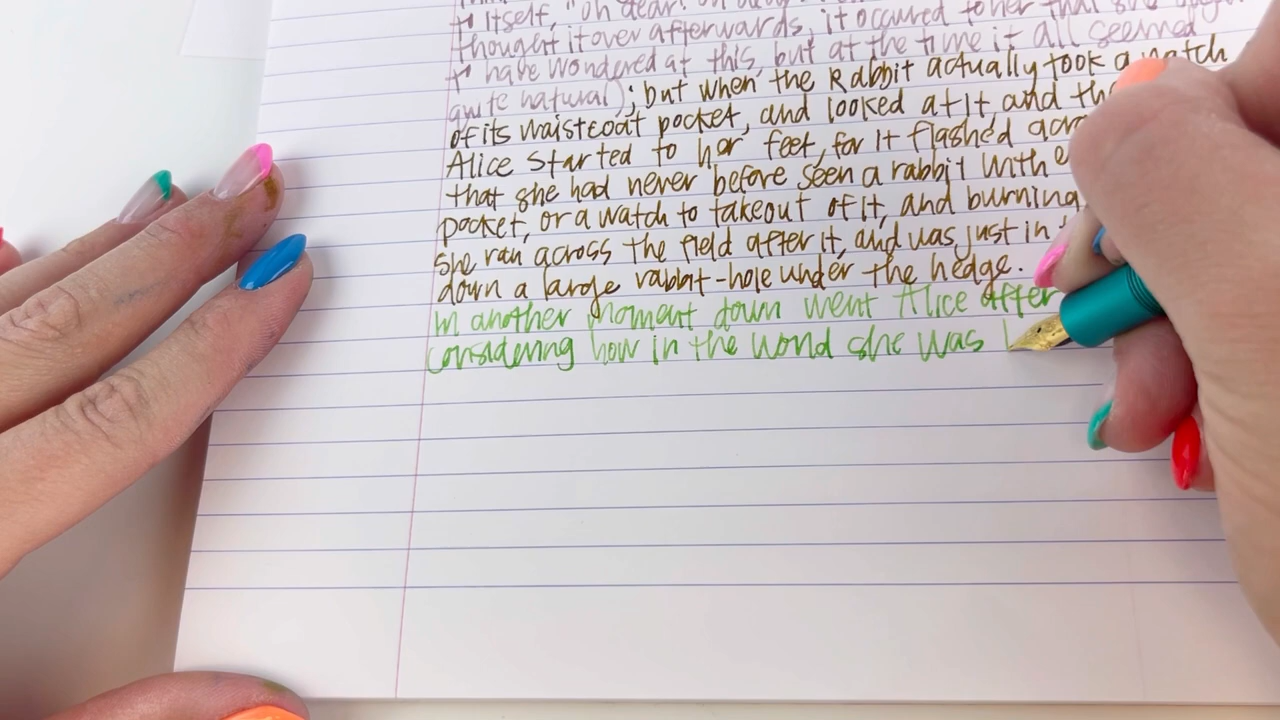 to itself, "oh dear! oh
thought it over afterwards, it occured to her that she
to have wondered at this, but at the time it all seemed
quite natural); but when the Rabbit actually took a watch
of its waistcoat pocket, and looked at it, and
Alice started to her feet, for it flashed
that she had never before seen a rabbit with
pocket, or a watch to take out of it, and burning
she ran across the field after it, and was just in
down a large rabbit-hole under the hedge.
In another moment down went Alice after
considering how in the world she was